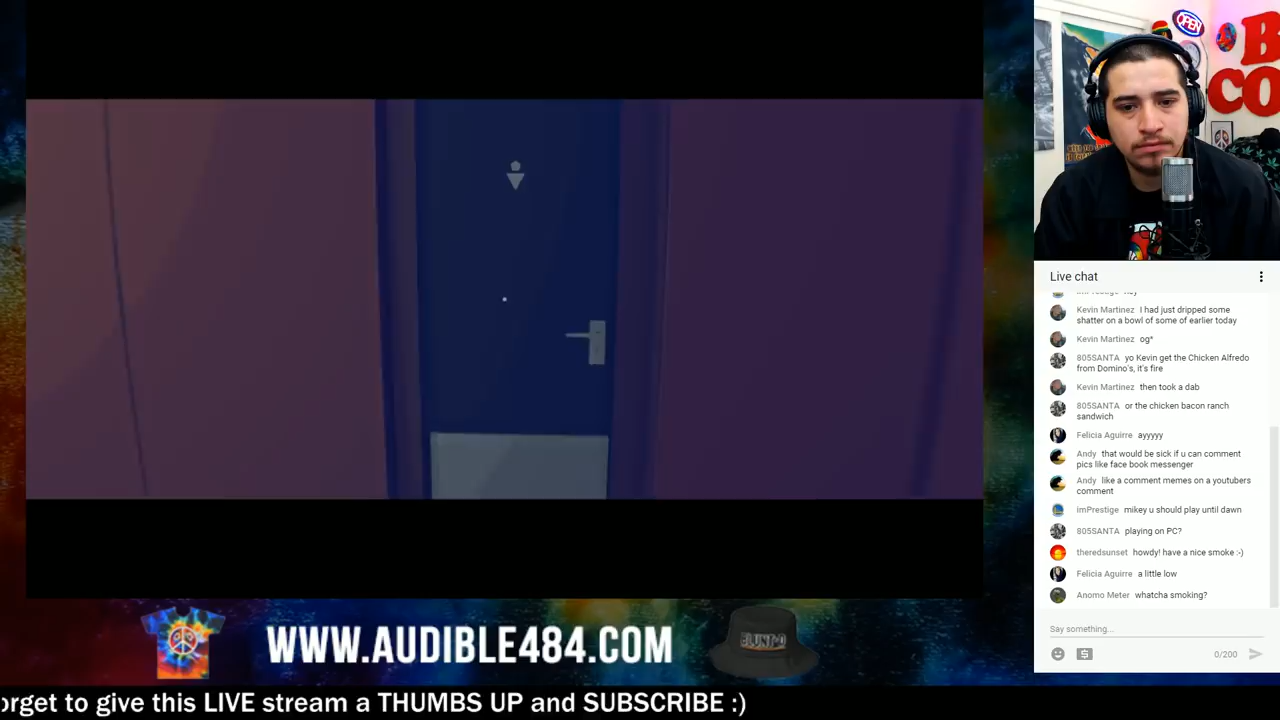 OPEN
B
CO
Live chat
Kevin Martinez I had just dripped some
shatter on a bowl of some of earlier today
Kevin Martinez og*
805SANTA yo Kevin get the Chicken Alfredo
from Domino's, it's fire
Kevin Martinez then took a dab
805SANTA or the chicken bacon ranch
sandwich
Felicia Aguirre ayyyyy
Andy that would be sick if u can comment
pics like face book messenger
Andy like a comment memes on a youtubers
comment
imPrestige mikey u should play until dawn
805SANTA playing on PC?
theredsunset howdy! have a nice smoke :-)
Felicia Aguirre a little low
Anomo Meter whatcha smoking?
Say something...
0/200
WWW.AUDIBLE484.COM
orget to give this LIVE stream a THUMBS UP and SUBSCRIBE :)